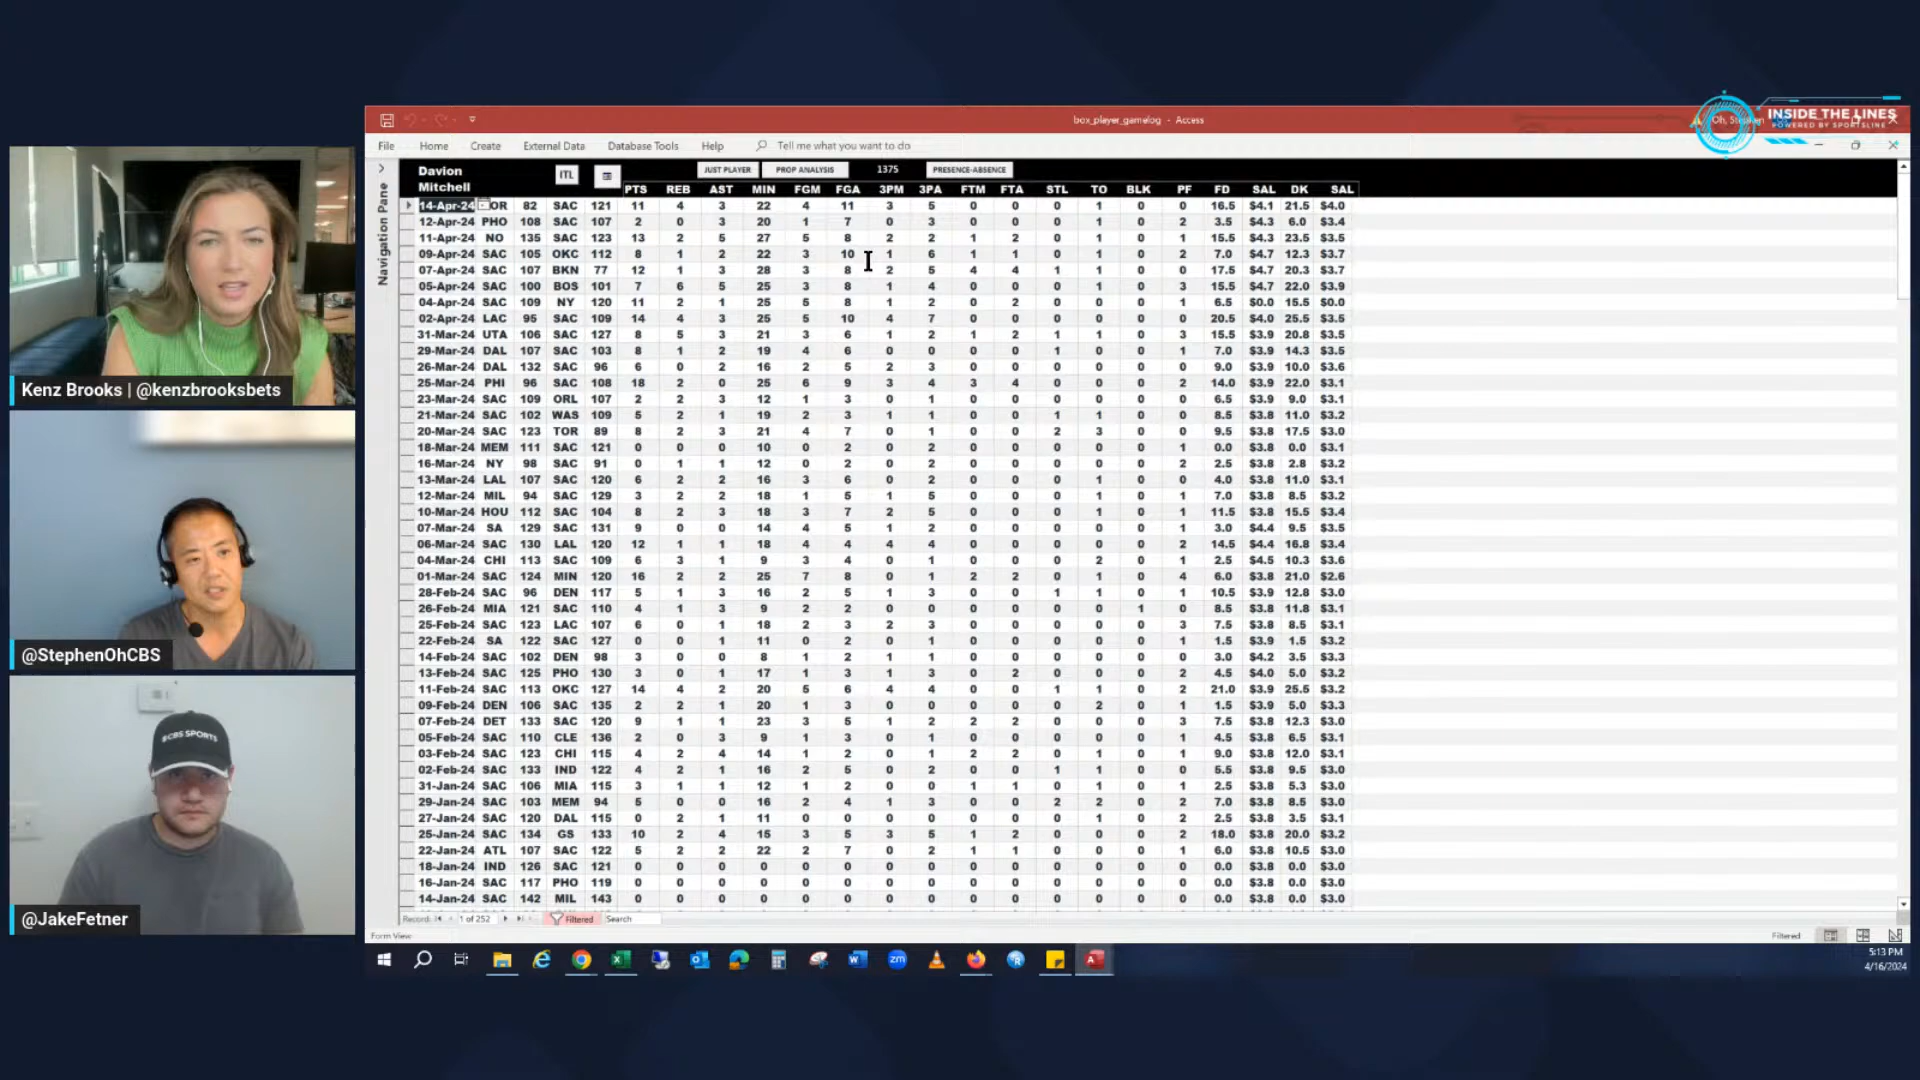 INSIDE THE LINES
POWERED BY SPORTSLINE
box_player_gamelog - Access
File Home Create External Data Database Tools Help Tell me what you want to do
Navigation Pane
Davion
Mitchell
ITL
JUST PLAYER PROP ANALYSIS 1375 PRESENCE-ABSENCE
PTS REB AST MIN FGM FGA 3PM 3PA FTM FTA STL TO BLK PF FD SAL DK SAL
14-Apr-24 OR 82 SAC 121 11 4 3 22 4 11 3 5 0 0 0 1 0 0 16.5 $4.1 21.5 $4.0
12-Apr-24 PHO 108 SAC 107 2 0 3 20 1 7 0 3 0 0 0 1 0 2 3.5 $4.3 6.0 $3.4
11-Apr-24 NO 135 SAC 123 13 2 5 27 5 8 2 2 1 2 0 1 0 1 15.5 $4.3 23.5 $3.5
09-Apr-24 SAC 105 OKC 112 8 1 2 22 3 10 1 6 1 1 0 1 0 2 7.0 $4.7 12.3 $3.7
07-Apr-24 SAC 107 BKN 77 12 1 3 28 3 8 2 5 4 4 1 1 0 0 17.5 $4.7 20.3 $3.7
05-Apr-24 SAC 100 BOS 101 7 6 5 25 3 8 1 4 0 0 1 0 0 3 15.5 $4.7 22.0 $3.9
04-Apr-24 SAC 109 NY 120 11 2 1 25 5 8 1 2 0 2 0 0 0 1 6.5 $0.0 15.5 $0.0
02-Apr-24 LAC 95 SAC 109 14 4 3 25 5 10 4 7 0 0 0 0 0 0 20.5 $4.0 25.5 $3.5
31-Mar-24 UTA 106 SAC 127 8 5 3 21 3 6 1 2 1 2 1 1 0 3 15.5 $3.9 20.8 $3.5
29-Mar-24 DAL 107 SAC 103 8 1 2 19 4 6 0 0 0 0 1 0 0 1 7.0 $3.9 14.3 $3.5
26-Mar-24 DAL 132 SAC 96 6 0 2 16 2 5 2 3 0 0 0 0 0 0 9.0 $3.9 10.0 $3.6
25-Mar-24 PHI 96 SAC 108 18 2 0 25 6 9 3 4 3 4 0 0 0 2 14.0 $3.9 22.0 $3.1
23-Mar-24 SAC 109 ORL 107 2 2 3 12 1 3 0 1 0 0 0 0 0 0 6.5 $3.9 9.0 $3.1
21-Mar-24 SAC 102 WAS 109 5 2 1 19 2 3 1 1 0 0 1 1 0 0 8.5 $3.8 11.0 $3.2
20-Mar-24 SAC 123 TOR 89 8 2 3 21 4 7 0 1 0 0 2 3 0 0 9.5 $3.8 17.5 $3.0
18-Mar-24 MEM 111 SAC 121 0 0 0 10 0 2 0 2 0 0 0 0 0 1 0.0 $3.8 0.0 $3.1
16-Mar-24 NY 98 SAC 91 0 1 1 12 0 2 0 2 0 0 0 0 0 2 2.5 $3.8 2.8 $3.2
13-Mar-24 LAL 107 SAC 120 6 2 2 16 3 6 0 2 0 0 0 1 0 0 4.0 $3.8 11.0 $3.1
12-Mar-24 MIL 94 SAC 129 3 2 2 18 1 5 1 5 0 0 0 1 0 1 7.0 $3.8 8.5 $3.2
10-Mar-24 HOU 112 SAC 104 8 2 3 18 3 7 2 5 0 0 0 1 0 1 11.5 $3.8 15.5 $3.4
07-Mar-24 SA 129 SAC 131 9 0 0 14 4 5 1 2 0 0 0 0 0 1 3.0 $4.4 9.5 $3.5
06-Mar-24 SAC 130 LAL 120 12 1 1 18 4 4 4 4 0 0 0 0 0 2 14.5 $4.4 16.8 $3.4
04-Mar-24 CHI 113 SAC 109 6 3 1 9 3 4 0 1 0 0 0 2 0 1 2.5 $4.5 10.3 $3.6
01-Mar-24 SAC 124 MIN 120 16 2 2 25 7 8 0 1 2 2 0 1 0 4 6.0 $3.8 21.0 $2.6
28-Feb-24 SAC 96 DEN 117 5 1 3 16 2 5 1 3 0 0 1 1 0 0 10.5 $3.9 12.8 $3.0
26-Feb-24 MIA 121 SAC 110 4 1 3 9 2 2 0 0 0 0 0 0 1 0 8.5 $3.8 11.8 $3.1
25-Feb-24 SAC 123 LAC 107 6 0 1 18 2 3 2 3 0 0 0 0 0 3 7.5 $3.8 8.5 $3.1
22-Feb-24 SA 122 SAC 127 0 0 1 11 0 2 0 1 0 0 0 0 0 1 1.5 $3.9 1.5 $3.2
14-Feb-24 SAC 102 DEN 98 3 0 0 8 1 2 1 1 0 0 0 0 0 0 3.0 $4.2 3.5 $3.3
13-Feb-24 SAC 125 PHO 130 3 0 1 17 1 3 1 3 0 2 0 0 0 2 4.5 $4.0 5.0 $3.2
11-Feb-24 SAC 113 OKC 127 14 4 2 20 5 6 4 4 0 0 1 1 0 2 21.0 $3.9 25.5 $3.2
09-Feb-24 DEN 106 SAC 135 2 2 1 20 1 3 0 0 0 0 0 2 0 1 1.5 $3.9 5.0 $3.3
07-Feb-24 DET 133 SAC 120 9 1 1 23 3 5 1 2 2 2 0 0 0 3 7.5 $3.8 12.3 $3.0
05-Feb-24 SAC 110 CLE 136 2 0 3 9 1 3 0 1 0 0 0 0 0 1 4.5 $3.8 6.5 $3.1
03-Feb-24 SAC 123 CHI 115 4 2 4 14 1 2 0 1 2 2 0 1 0 1 9.0 $3.8 12.0 $3.1
02-Feb-24 SAC 133 IND 122 4 2 1 16 2 5 0 2 0 0 1 1 0 0 5.5 $3.8 9.5 $3.0
31-Jan-24 SAC 106 MIA 115 3 1 1 12 1 2 0 0 1 1 0 1 0 1 2.5 $3.8 5.3 $3.0
29-Jan-24 SAC 103 MEM 94 5 0 0 16 2 4 1 3 0 0 2 2 0 2 7.0 $3.8 8.5 $3.0
27-Jan-24 SAC 120 DAL 115 0 2 1 11 0 0 0 0 0 0 0 1 0 2 2.5 $3.8 3.5 $3.1
25-Jan-24 SAC 134 GS 133 10 2 4 15 3 5 3 5 1 2 0 0 0 2 18.0 $3.8 20.0 $3.2
22-Jan-24 ATL 107 SAC 122 5 2 2 22 2 7 0 2 1 1 0 0 0 1 6.0 $3.8 10.5 $3.0
18-Jan-24 IND 126 SAC 121 0 0 0 0 0 0 0 0 0 0 0 0 0 0 0.0 $3.8 0.0 $3.0
16-Jan-24 SAC 117 PHO 119 0 0 0 0 0 0 0 0 0 0 0 0 0 0 0.0 $3.8 0.0 $3.0
14-Jan-24 SAC 142 MIL 143 0 0 0 0 0 0 0 0 0 0 0 0 0 0 0.0 $3.8 0.0 $3.0
Record: 1 of 252 Filtered Search
Form View
Filtered
5:13 PM
4/16/2024
Kenz Brooks | @kenzbrooksbets
@StephenOhCBS
CBS SPORTS
@JakeFetner